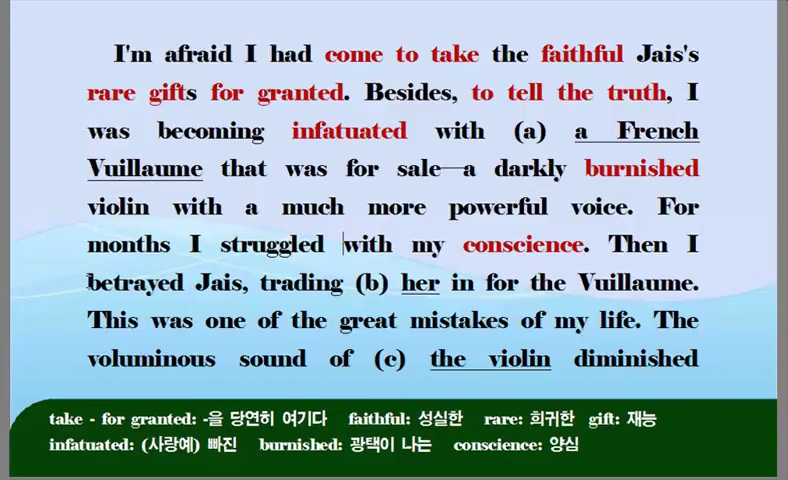 I'm afraid I had come to take the faithful Jais's
rare gifts for granted. Besides, to tell the truth, I
was becoming infatuated with (a) a French
Vuillaume that was for sale—a darkly burnished
violin with a much more powerful voice. For
months I struggled with my conscience. Then I
betrayed Jais, trading (b) her in for the Vuillaume.
This was one of the great mistakes of my life. The
voluminous sound of (c) the violin diminished
take - for granted: -을 당연히 여기다 faithful: 성실한 rare: 희귀한 gift: 재능
infatuated: (사랑에) 빠진 burnished: 광택이 나는 conscience: 양심